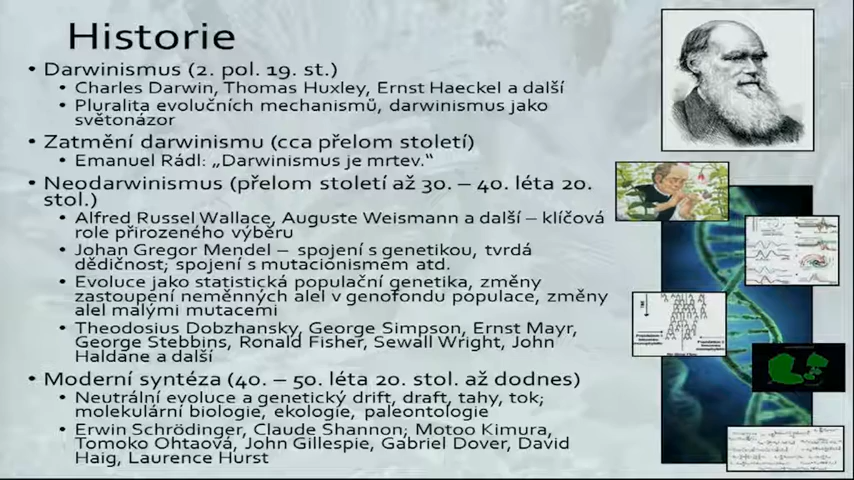 Historie
• Darwinismus (2. pol. 19. st.)
• Charles Darwin, Thomas Huxley, Ernst Haeckel a další
• Pluralita evolučních mechanismů, darwinismus jako
světonázor
• Zatmění darwinismu (cca přelom století)
• Emanuel Rádl: „Darwinismus je mrtev.“
• Neodarwinismus (přelom století až 30. – 40. léta 20.
stol.)
• Alfred Russel Wallace, Auguste Weismann a další – klíčová
role přirozeného výběru
• Johan Gregor Mendel – spojení s genetikou, tvrdá
dědičnost; spojení s mutacionismem atd.
• Evoluce jako statistická populační genetika, změny
zastoupení neměnných alel v genofondu populace, změny
alel malými mutacemi
• Theodosius Dobzhansky, George Simpson, Ernst Mayr,
George Stebbins, Ronald Fisher, Sewall Wright, John
Haldane a další
• Moderní syntéza (40. – 50. léta 20. stol. až dodnes)
• Neutrální evoluce a genetický drift, draft, tahy, tok;
molekulární biologie, ekologie, paleontologie
• Erwin Schrödinger, Claude Shannon; Motoo Kimura,
Tomoko Ohtaová, John Gillespie, Gabriel Dover, David
Haig, Laurence Hurst